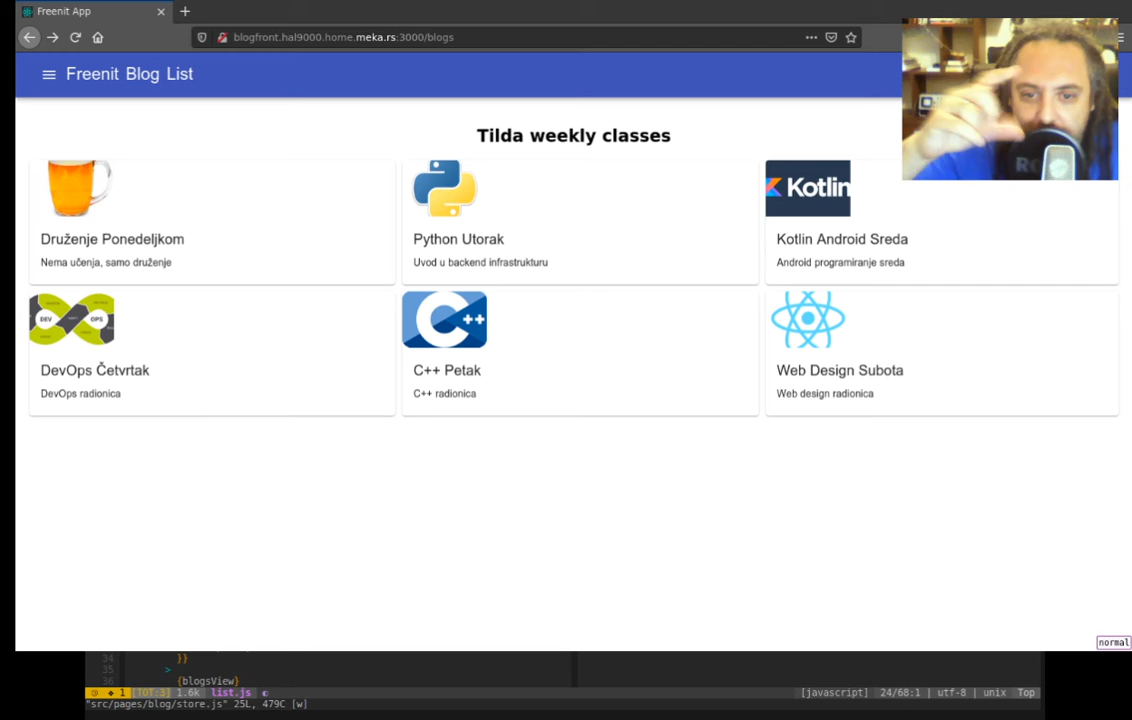 Freenit App
blogfront.hal9000.home.meka.rs:3000/blogs
Freenit Blog List
Tilda weekly classes
Kotlin
Druženje Ponedeljkom
Nema učenja, samo druženje
Python Utorak
Uvod u backend infrastrukturu
Kotlin Android Sreda
Android programiranje sreda
DEV
OPS
C++
DevOps Četvrtak
DevOps radionica
C++ Petak
C++ radionica
Web Design Subota
Web design radionica
normal
34 }}
35 >
36 {blogsView}
1 TOT:3 1.6k list.js [javascript] 24/68:1 | utf-8 | unix Top
"src/pages/blog/store.js" 25L, 479C [w]